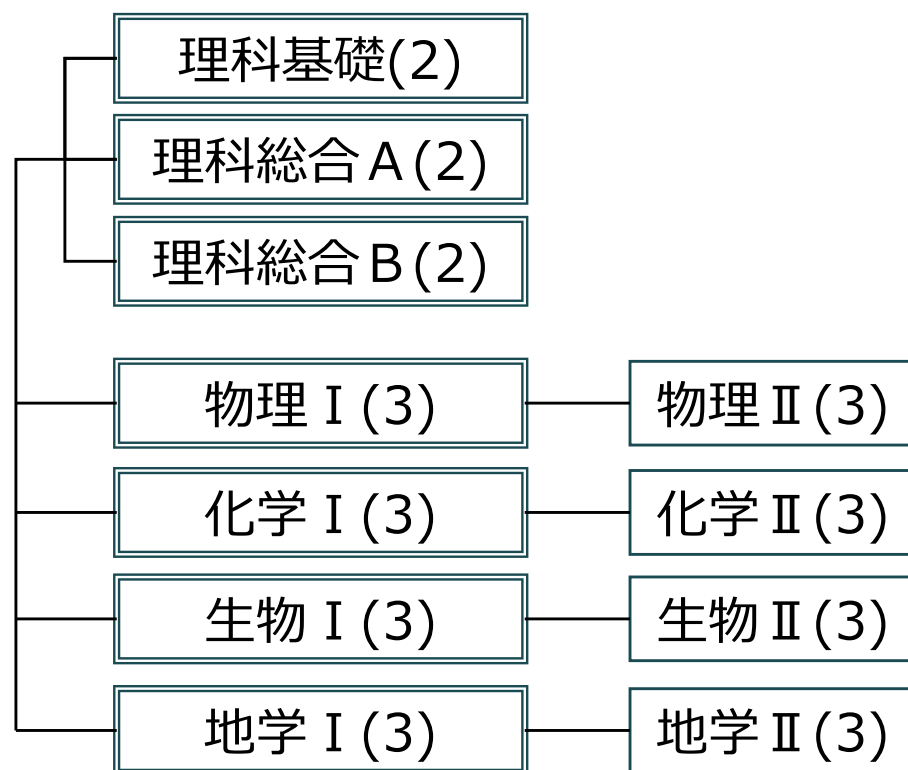 理科基礎(2)
理科総合A(2)
理科総合B(2)
物理Ⅰ(3)
物理Ⅱ(3)
化学Ⅰ(3)
化学Ⅱ(3)
生物Ⅰ(3)
生物Ⅱ(3)
地学Ⅰ(3)
地学Ⅱ(3)